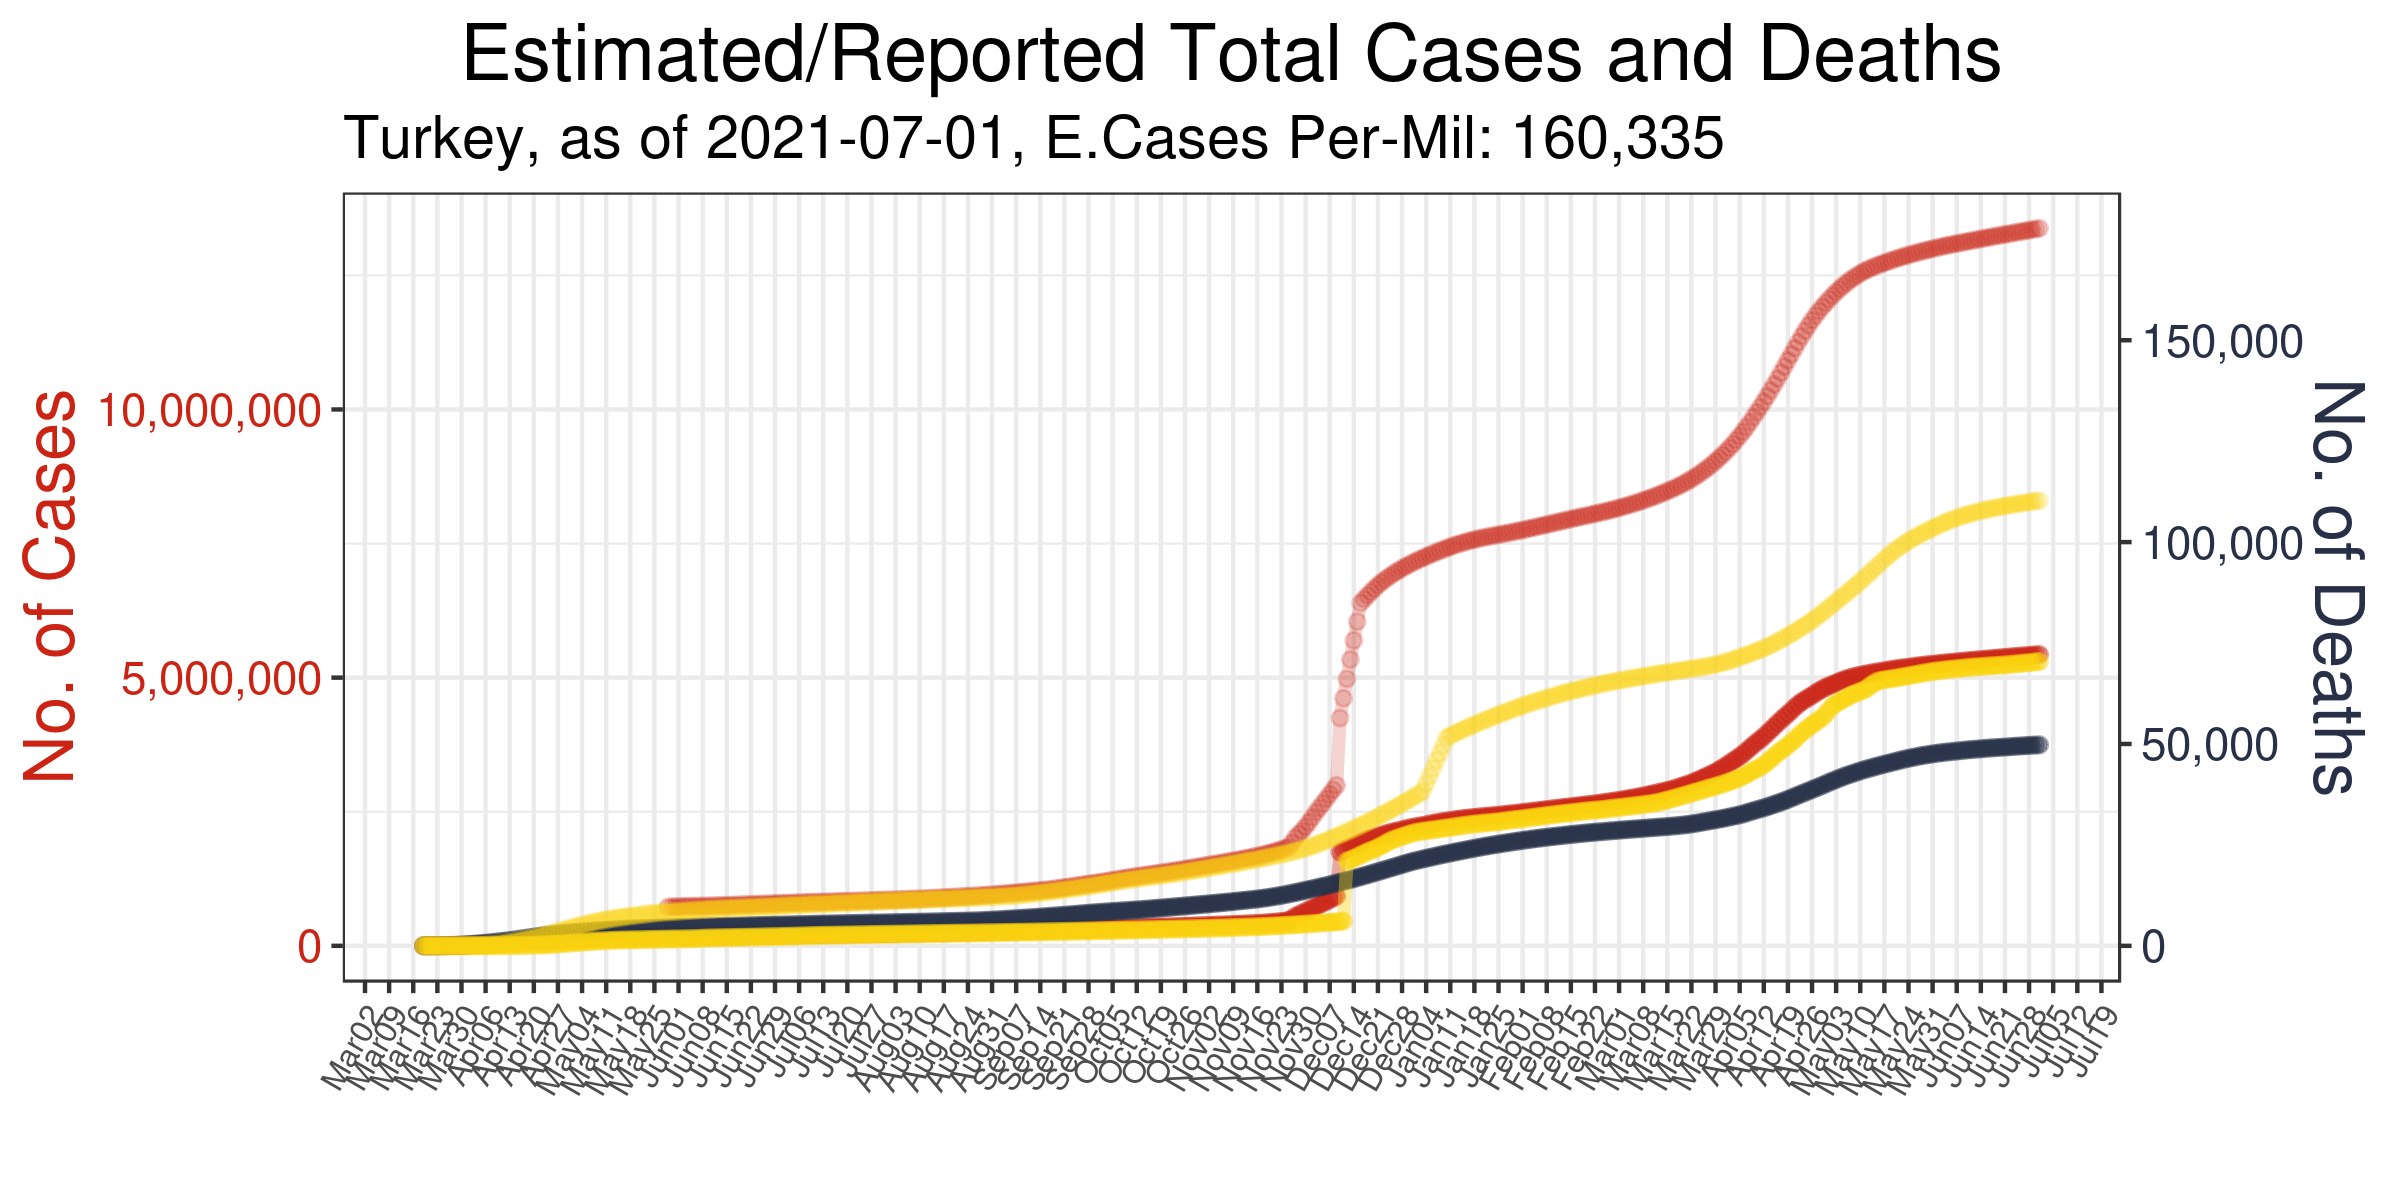 Estimated/Reported Total Cases and Deaths
Turkey, as of 2021-07-01, E.Cases Per-Mil: 160,335
No. of Cases
10,000,000
5,000,000
0
No. of Deaths
150,000
100,000
50,000
0
Mar02
Mar09
Mar16
Mar23
Mar30
Apr06
Apr13
Apr20
Apr27
May04
May11
May18
May25
Jun01
Jun08
Jun15
Jun22
Jun29
Jul06
Jul13
Jul20
Jul27
Aug03
Aug10
Aug17
Aug24
Aug31
Sep07
Sep14
Sep21
Sep28
Oct05
Oct12
Oct19
Oct26
Nov02
Nov09
Nov16
Nov23
Nov30
Dec07
Dec14
Dec21
Dec28
Dec04
Jan11
Jan18
Jan25
Feb01
Feb08
Feb15
Feb22
Mar01
Mar08
Mar15
Mar22
Mar29
Apr05
Apr12
Apr19
Apr26
May03
May10
May17
May24
May31
May07
Jun14
Jun21
Jun28
Jul05
Jul12
Jul19